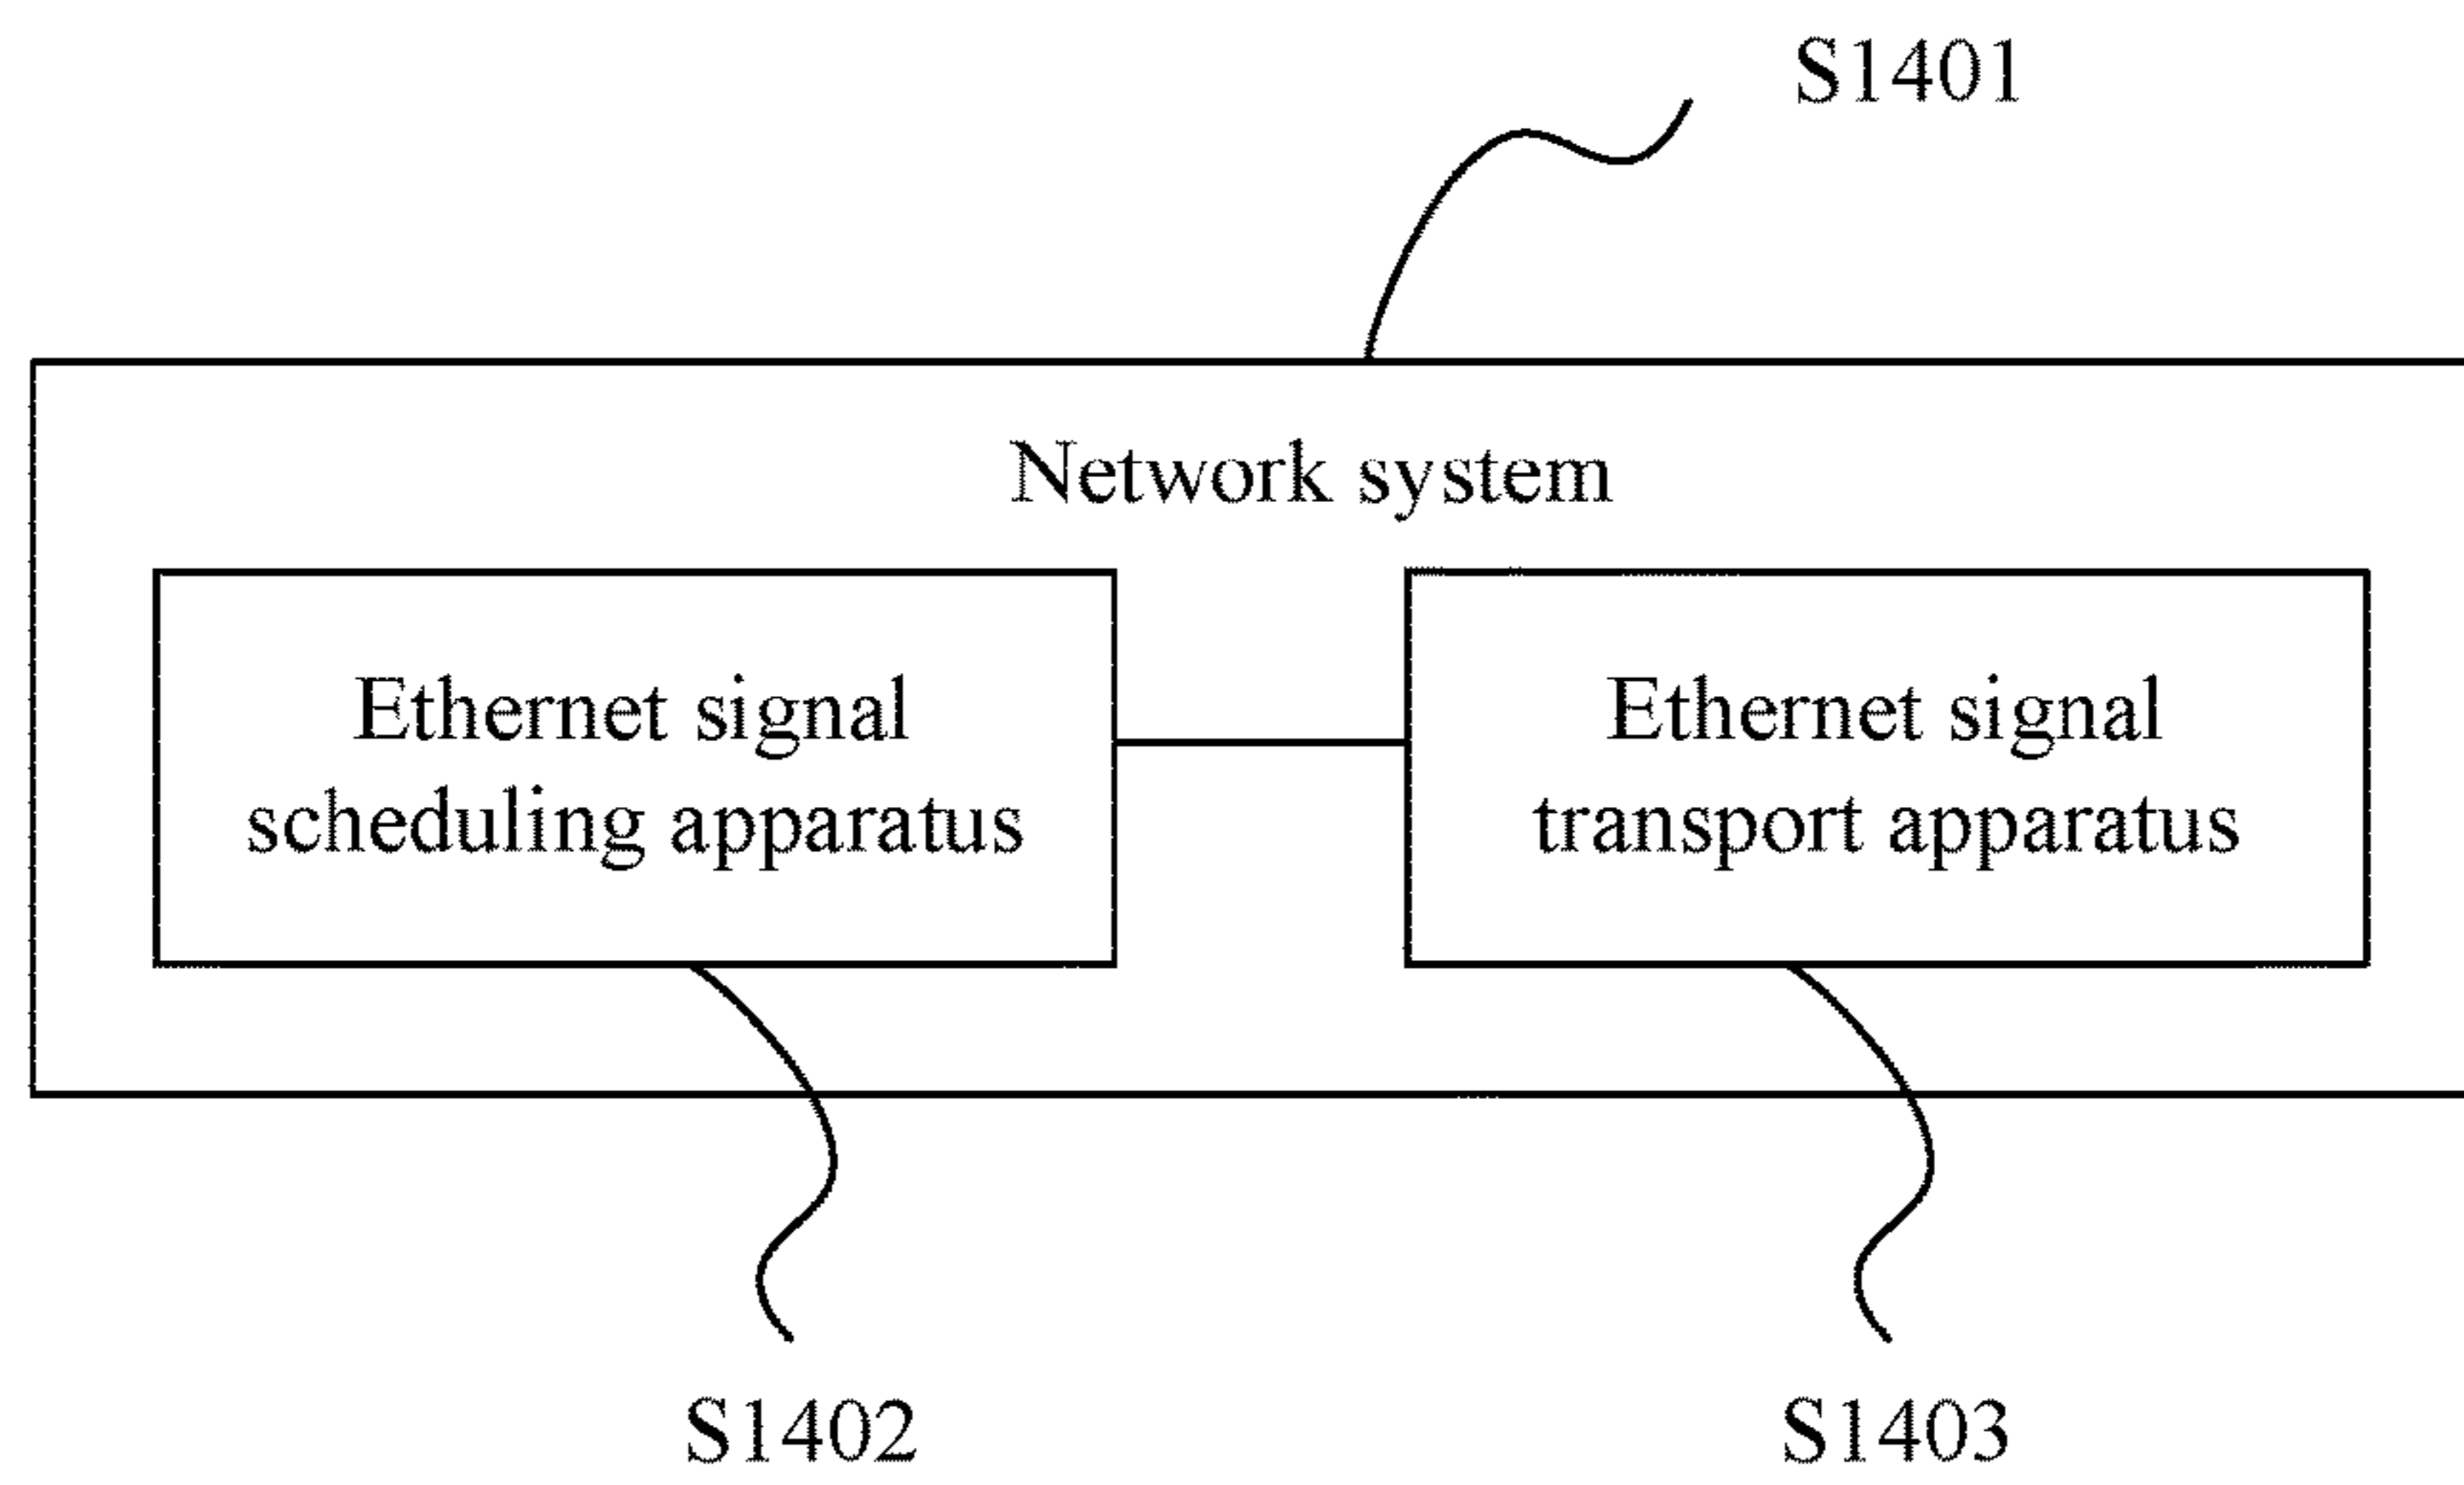 S1401
Network system
Ethernet signal
scheduling apparatus
Ethernet signal
transport apparatus
S1402
S1403